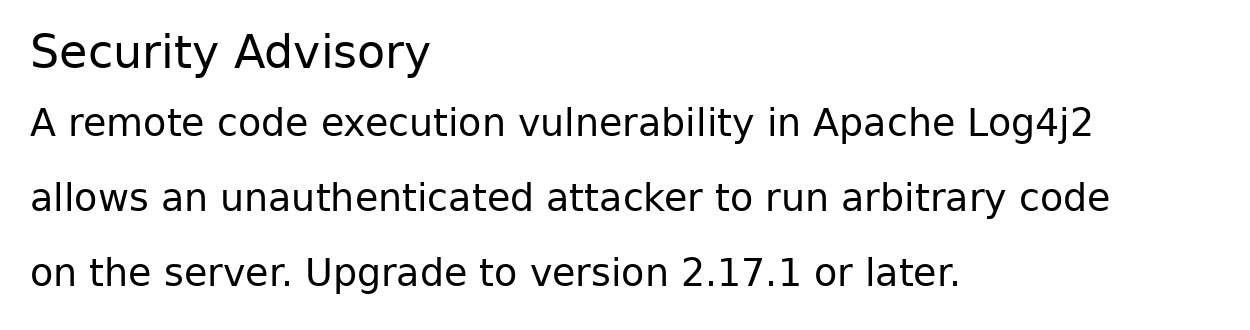 Security Advisory
A remote code execution vulnerability in Apache Log4j2
allows an unauthenticated attacker to run arbitrary code
on the server. Upgrade to version 2.17.1 or later.